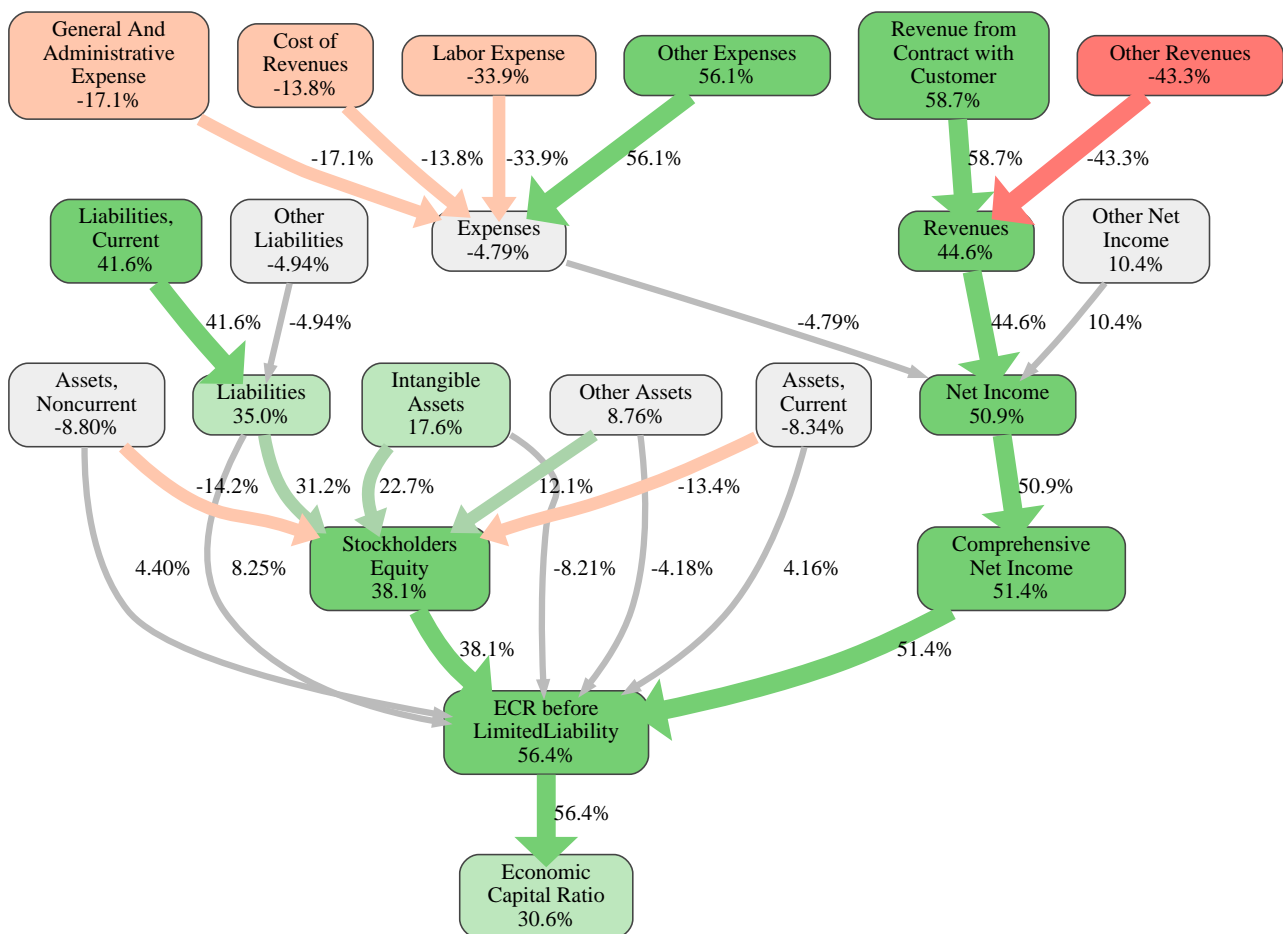 General And
Administrative
Expense
-17.1%
Cost of
Revenues
-13.8%
Labor Expense
-33.9%
Other Expenses
56.1%
Revenue from
Contract with
Customer
58.7%
Other Revenues
-43.3%
-17.1%
-13.8%
-33.9%
56.1%
58.7%
-43.3%
Liabilities,
Current
41.6%
Other
Liabilities
-4.94%
Expenses
-4.79%
Revenues
44.6%
Other Net
Income
10.4%
41.6%
-4.94%
-4.79%
44.6%
10.4%
Assets,
Noncurrent
-8.80%
Liabilities
35.0%
Intangible
Assets
17.6%
Other Assets
8.76%
Assets,
Current
-8.34%
Net Income
50.9%
-14.2%
31.2%
22.7%
12.1%
-13.4%
50.9%
Stockholders
Equity
38.1%
Comprehensive
Net Income
51.4%
4.40%
8.25%
-8.21%
-4.18%
4.16%
38.1%
51.4%
ECR before
LimitedLiability
56.4%
56.4%
Economic
Capital Ratio
30.6%